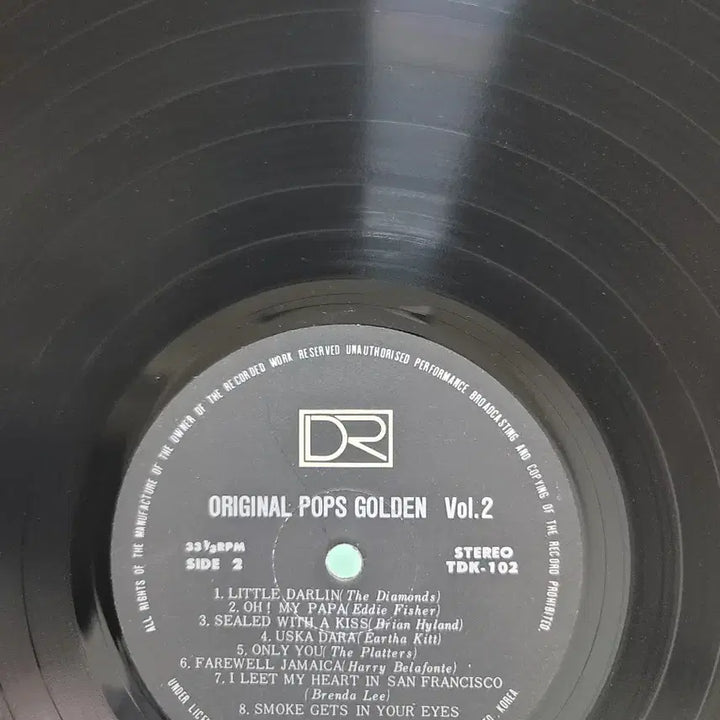 ALL RIGHTS OF THE MANUFACTURE OF THE OWNER OF THE RECORDED WORK RESERVED UNAUTHORISED PERFORMANCE BROADCASTING AND COPYING OF THE RECORD PROHIBITED.
DR
ORIGINAL POPS GOLDEN Vol.2
33⅓RPM
SIDE 2
STEREO
TDK-102
1. LITTLE DARLIN(The Diamonds)
2. OH! MY PAPA(Eddie Fisher)
3. SEALED WITH A KISS(Brian Hyland)
4. USKA DARA(Eartha Kitt)
5. ONLY YOU(The Platters)
6. FAREWELL JAMAICA(Harry Belafonte)
7. I LEET MY HEART IN SAN FRANCISCO
(Brenda Lee)
8. SMOKE GETS IN YOUR EYES
UNDER
KOREA